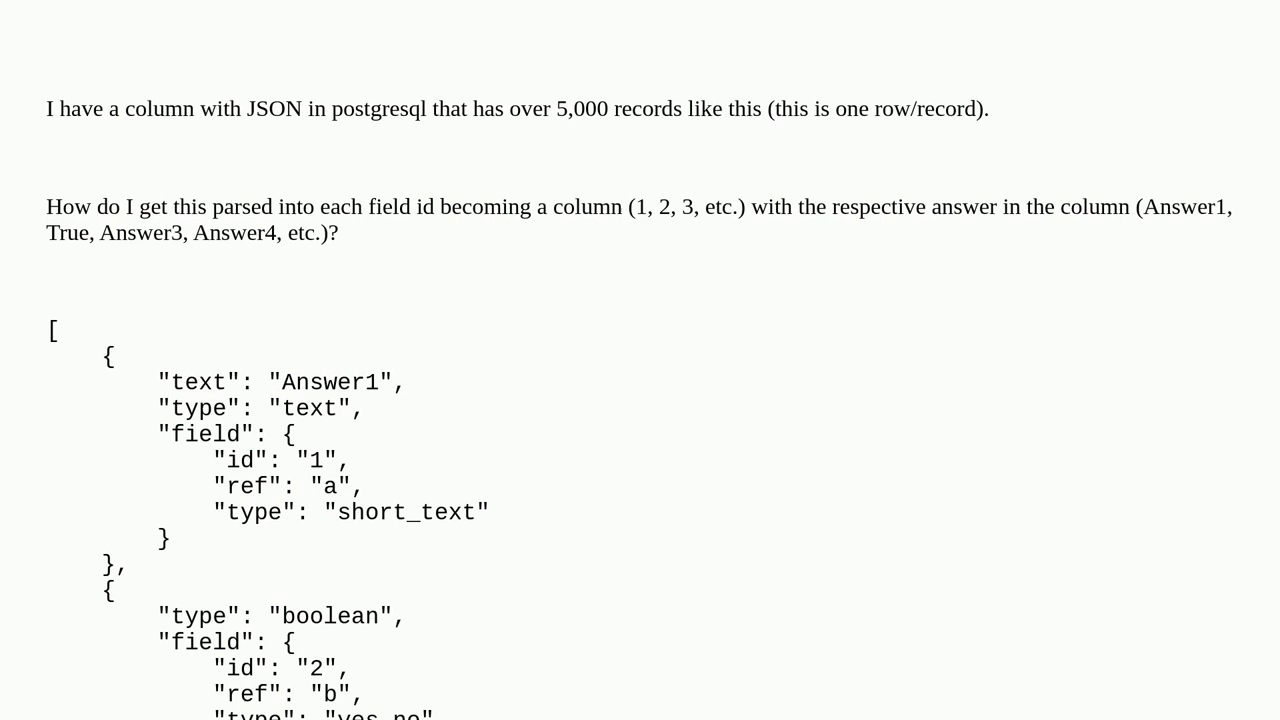 I have a column with JSON in postgresql that has over 5,000 records like this (this is one row/record).
How do I get this parsed into each field id becoming a column (1, 2, 3, etc.) with the respective answer in the column (Answer1,
True, Answer3, Answer4, etc.)?
[
    {
        "text": "Answer1",
        "type": "text",
        "field": {
            "id": "1",
            "ref": "a",
            "type": "short_text"
        }
    },
    {
        "type": "boolean",
        "field": {
            "id": "2",
            "ref": "b",
            "type": "yes_no"